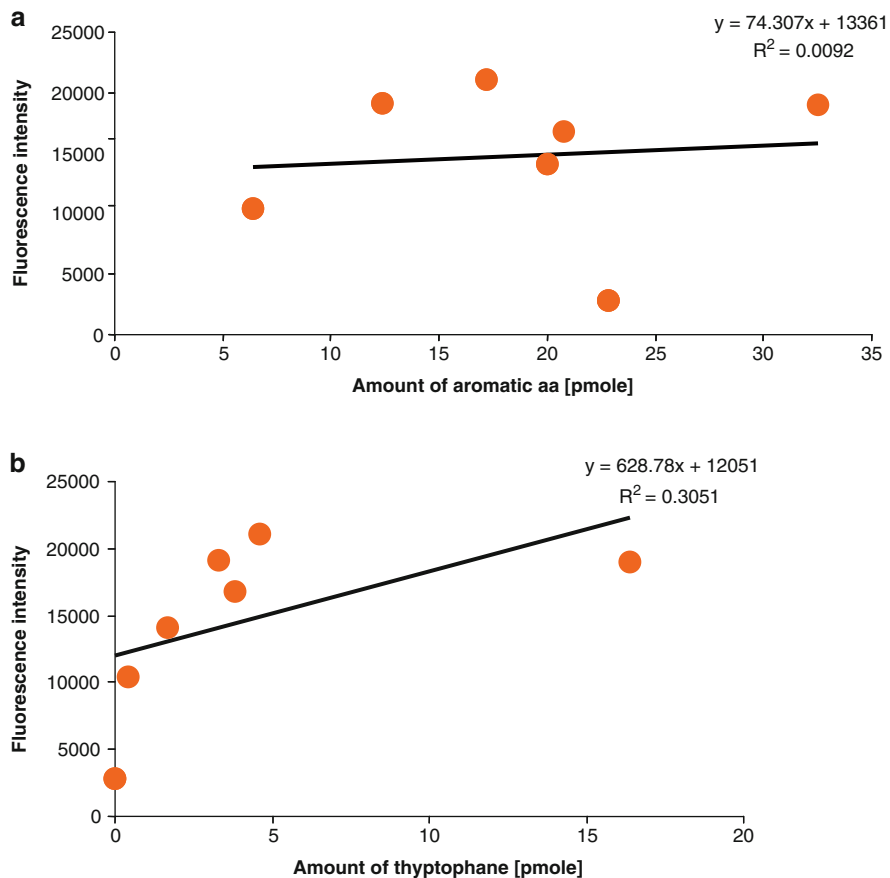 a
y = 74.307x + 13361
R² = 0.0092
25000
20000
15000
10000
5000
0
Fluorescence intensity
0 5 10 15 20 25 30 35
Amount of aromatic aa [pmole]
b
y = 628.78x + 12051
R² = 0.3051
25000
20000
15000
10000
5000
0
Fluorescence intensity
0 5 10 15 20
Amount of thyptophane [pmole]